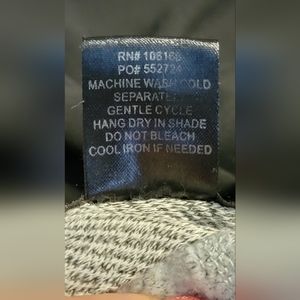 RN# 106168
PO# 552724
MACHINE WASH COLD
SEPARATELY
GENTLE CYCLE
HANG DRY IN SHADE
DO NOT BLEACH
COOL IRON IF NEEDED